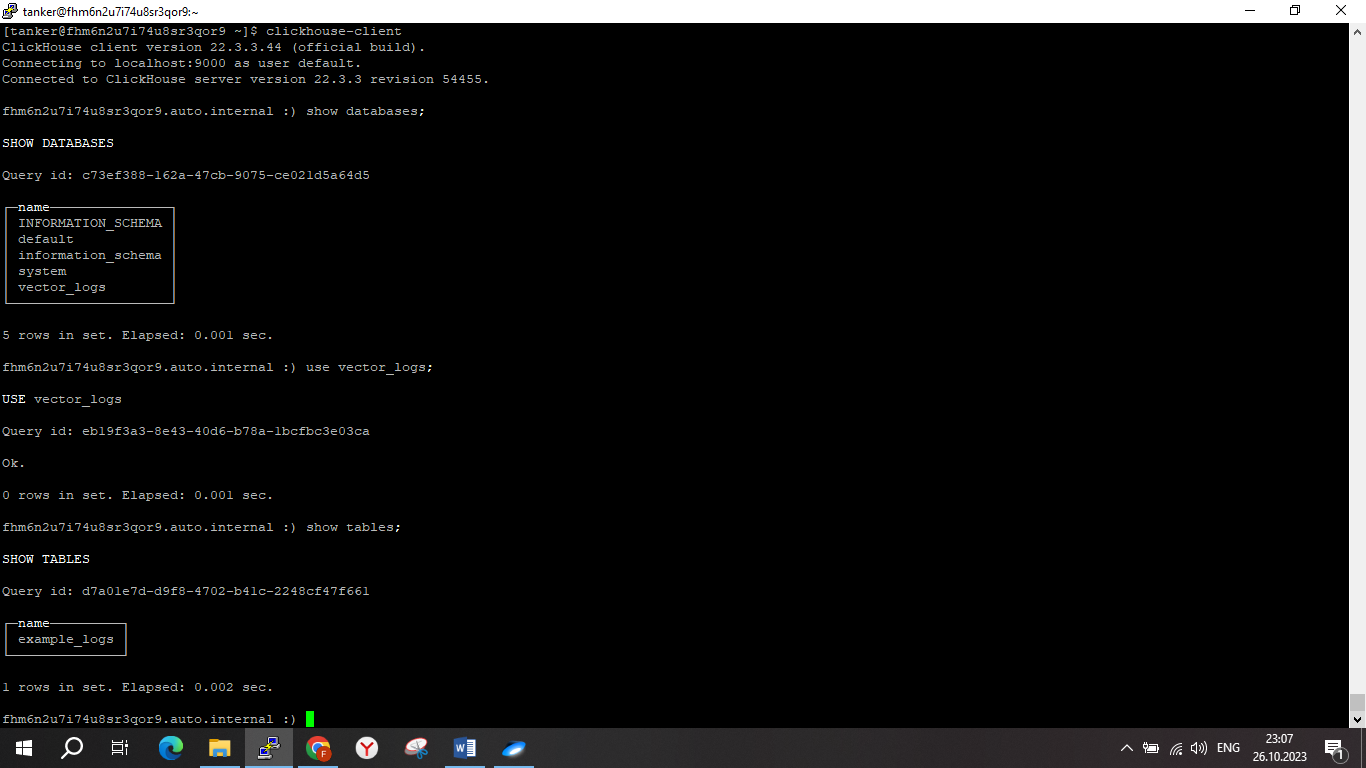 tanker@fhm6n2u7i74u8sr3qor9:~
[tanker@fhm6n2u7i74u8sr3qor9 ~]$ clickhouse-client
ClickHouse client version 22.3.3.44 (official build).
Connecting to localhost:9000 as user default.
Connected to ClickHouse server version 22.3.3 revision 54455.
fhm6n2u7i74u8sr3qor9.auto.internal :) show databases;
SHOW DATABASES
Query id: c73ef388-162a-47cb-9075-ce021d5a64d5
name
INFORMATION_SCHEMA
default
information_schema
system
vector_logs
5 rows in set. Elapsed: 0.001 sec.
fhm6n2u7i74u8sr3qor9.auto.internal :) use vector_logs;
USE vector_logs
Query id: eb19f3a3-8e43-40d6-b78a-1bcfbc3e03ca
Ok.
0 rows in set. Elapsed: 0.001 sec.
fhm6n2u7i74u8sr3qor9.auto.internal :) show tables;
SHOW TABLES
Query id: d7a01e7d-d9f8-4702-b41c-2248cf47f661
name
example_logs
1 rows in set. Elapsed: 0.002 sec.
fhm6n2u7i74u8sr3qor9.auto.internal :)
ENG
23:07
26.10.2023
1